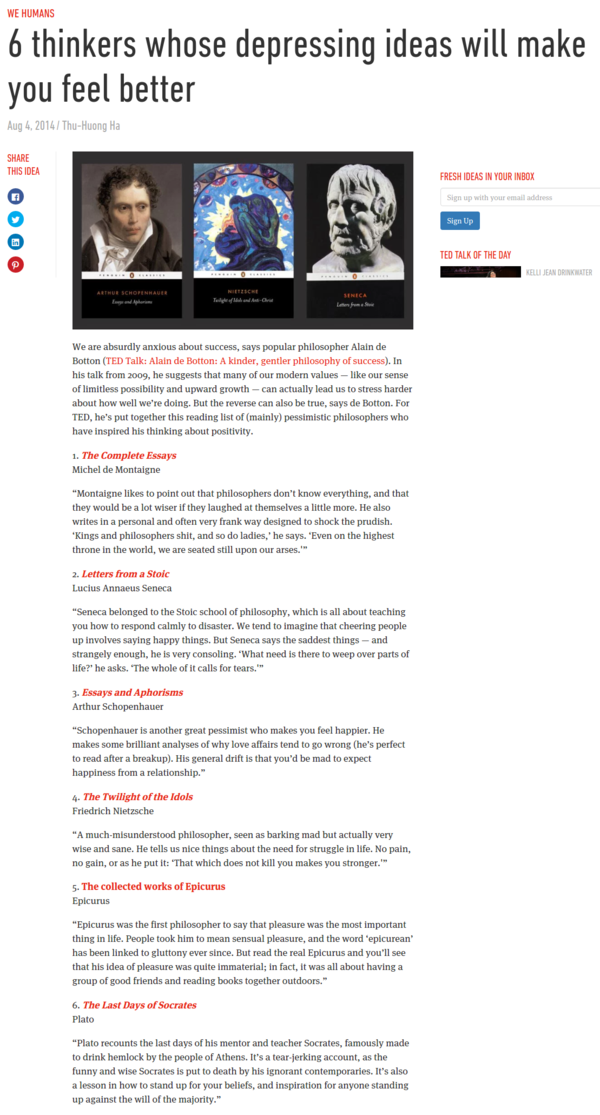 WE HUMANS
6 thinkers whose depressing ideas will make
you feel better
Aug 4, 2014 / Thu-Huong Ha
SHARE
THIS IDEA
PENGUIN CLASSICS
ARTHUR SCHOPENHAUER
Essays and Aphorisms
PENGUIN CLASSICS
NIETZSCHE
Twilight of Idols and Anti-Christ
PENGUIN CLASSICS
SENECA
Letters from a Stoic
FRESH IDEAS IN YOUR INBOX
Sign up with your email address
Sign Up
TED TALK OF THE DAY
KELLI JEAN DRINKWATER
We are absurdly anxious about success, says popular philosopher Alain de
Botton (TED Talk: Alain de Botton: A kinder, gentler philosophy of success). In
his talk from 2009, he suggests that many of our modern values — like our sense
of limitless possibility and upward growth — can actually lead us to stress harder
about how well we’re doing. But the reverse can also be true, says de Botton. For
TED, he’s put together this reading list of (mainly) pessimistic philosophers who
have inspired his thinking about positivity.
1. The Complete Essays
Michel de Montaigne
“Montaigne likes to point out that philosophers don’t know everything, and that
they would be a lot wiser if they laughed at themselves a little more. He also
writes in a personal and often very frank way designed to shock the prudish.
‘Kings and philosophers shit, and so do ladies,’ he says. ‘Even on the highest
throne in the world, we are seated still upon our arses.’”
2. Letters from a Stoic
Lucius Annaeus Seneca
“Seneca belonged to the Stoic school of philosophy, which is all about teaching
you how to respond calmly to disaster. We tend to imagine that cheering people
up involves saying happy things. But Seneca says the saddest things — and
strangely enough, he is very consoling. ‘What need is there to weep over parts of
life?’ he asks. ‘The whole of it calls for tears.’”
3. Essays and Aphorisms
Arthur Schopenhauer
“Schopenhauer is another great pessimist who makes you feel happier. He
makes some brilliant analyses of why love affairs tend to go wrong (he’s perfect
to read after a breakup). His general drift is that you’d be mad to expect
happiness from a relationship.”
4. The Twilight of the Idols
Friedrich Nietzsche
“A much-misunderstood philosopher, seen as barking mad but actually very
wise and sane. He tells us nice things about the need for struggle in life. No pain,
no gain, or as he put it: ‘That which does not kill you makes you stronger.’”
5. The collected works of Epicurus
Epicurus
“Epicurus was the first philosopher to say that pleasure was the most important
thing in life. People took him to mean sensual pleasure, and the word ‘epicurean’
has been linked to gluttony ever since. But read the real Epicurus and you’ll see
that his idea of pleasure was quite immaterial; in fact, it was all about having a
group of good friends and reading books together outdoors.”
6. The Last Days of Socrates
Plato
“Plato recounts the last days of his mentor and teacher Socrates, famously made
to drink hemlock by the people of Athens. It’s a tear-jerking account, as the
funny and wise Socrates is put to death by his ignorant contemporaries. It’s also
a lesson in how to stand up for your beliefs, and inspiration for anyone standing
up against the will of the majority.”